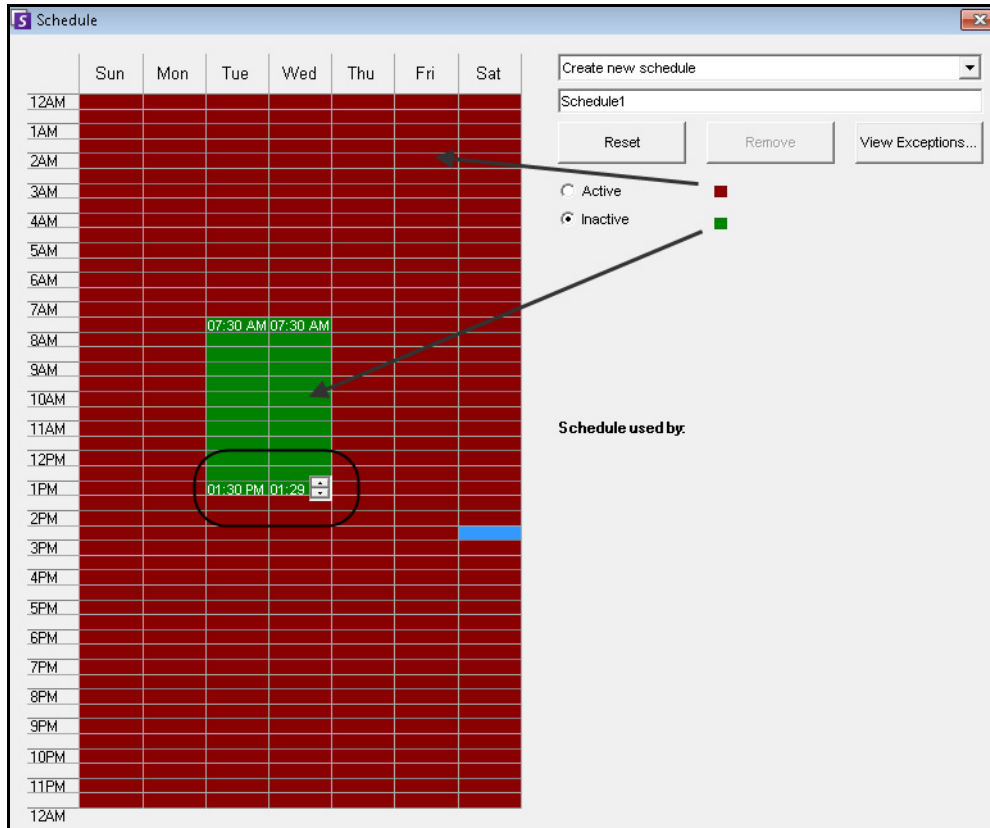 S Schedule
Sun Mon Tue Wed Thu Fri Sat
12AM
1AM
2AM
3AM
4AM
5AM
6AM
7AM
07:30 AM 07:30 AM
8AM
9AM
10AM
11AM
12PM
1PM 01:30 PM 01:29
2PM
3PM
4PM
5PM
6PM
7PM
8PM
9PM
10PM
11PM
12AM
Create new schedule
Schedule1
Reset Remove View Exceptions...
Active
Inactive
Schedule used by: